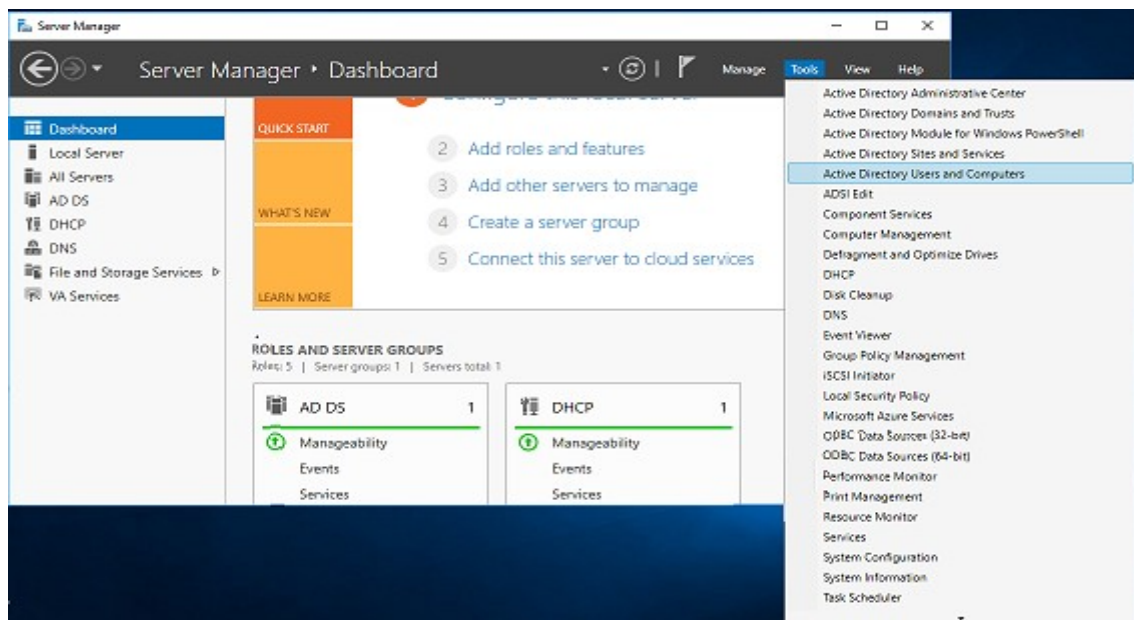 Server Manager
Server Manager • Dashboard
Manage Tools View Help
Dashboard
Local Server
All Servers
AD DS
DHCP
DNS
File and Storage Services
VA Services
QUICK START
WHAT'S NEW
LEARN MORE
2 Add roles and features
3 Add other servers to manage
4 Create a server group
5 Connect this server to cloud services
ROLES AND SERVER GROUPS
Roles: 5 | Server groups: 1 | Servers total: 1
AD DS 1
Manageability
Events
Services
DHCP 1
Manageability
Events
Services
Active Directory Administrative Center
Active Directory Domains and Trusts
Active Directory Module for Windows PowerShell
Active Directory Sites and Services
Active Directory Users and Computers
ADSI Edit
Component Services
Computer Management
Defragment and Optimize Drives
DHCP
Disk Cleanup
DNS
Event Viewer
Group Policy Management
iSCSI Initiator
Local Security Policy
Microsoft Azure Services
ODBC Data Sources (32-bit)
ODBC Data Sources (64-bit)
Performance Monitor
Print Management
Resource Monitor
Services
System Configuration
System Information
Task Scheduler